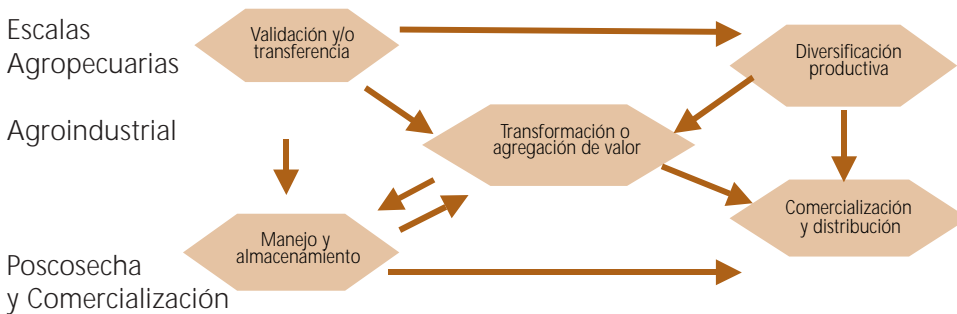 Escalas
Agropecuarias
Validación y/o
transferencia
Diversificación
productiva
Agroindustrial
Transformación o
agregación de valor
Manejo y
almacenamiento
Comercialización
y distribución
Poscosecha
y Comercialización